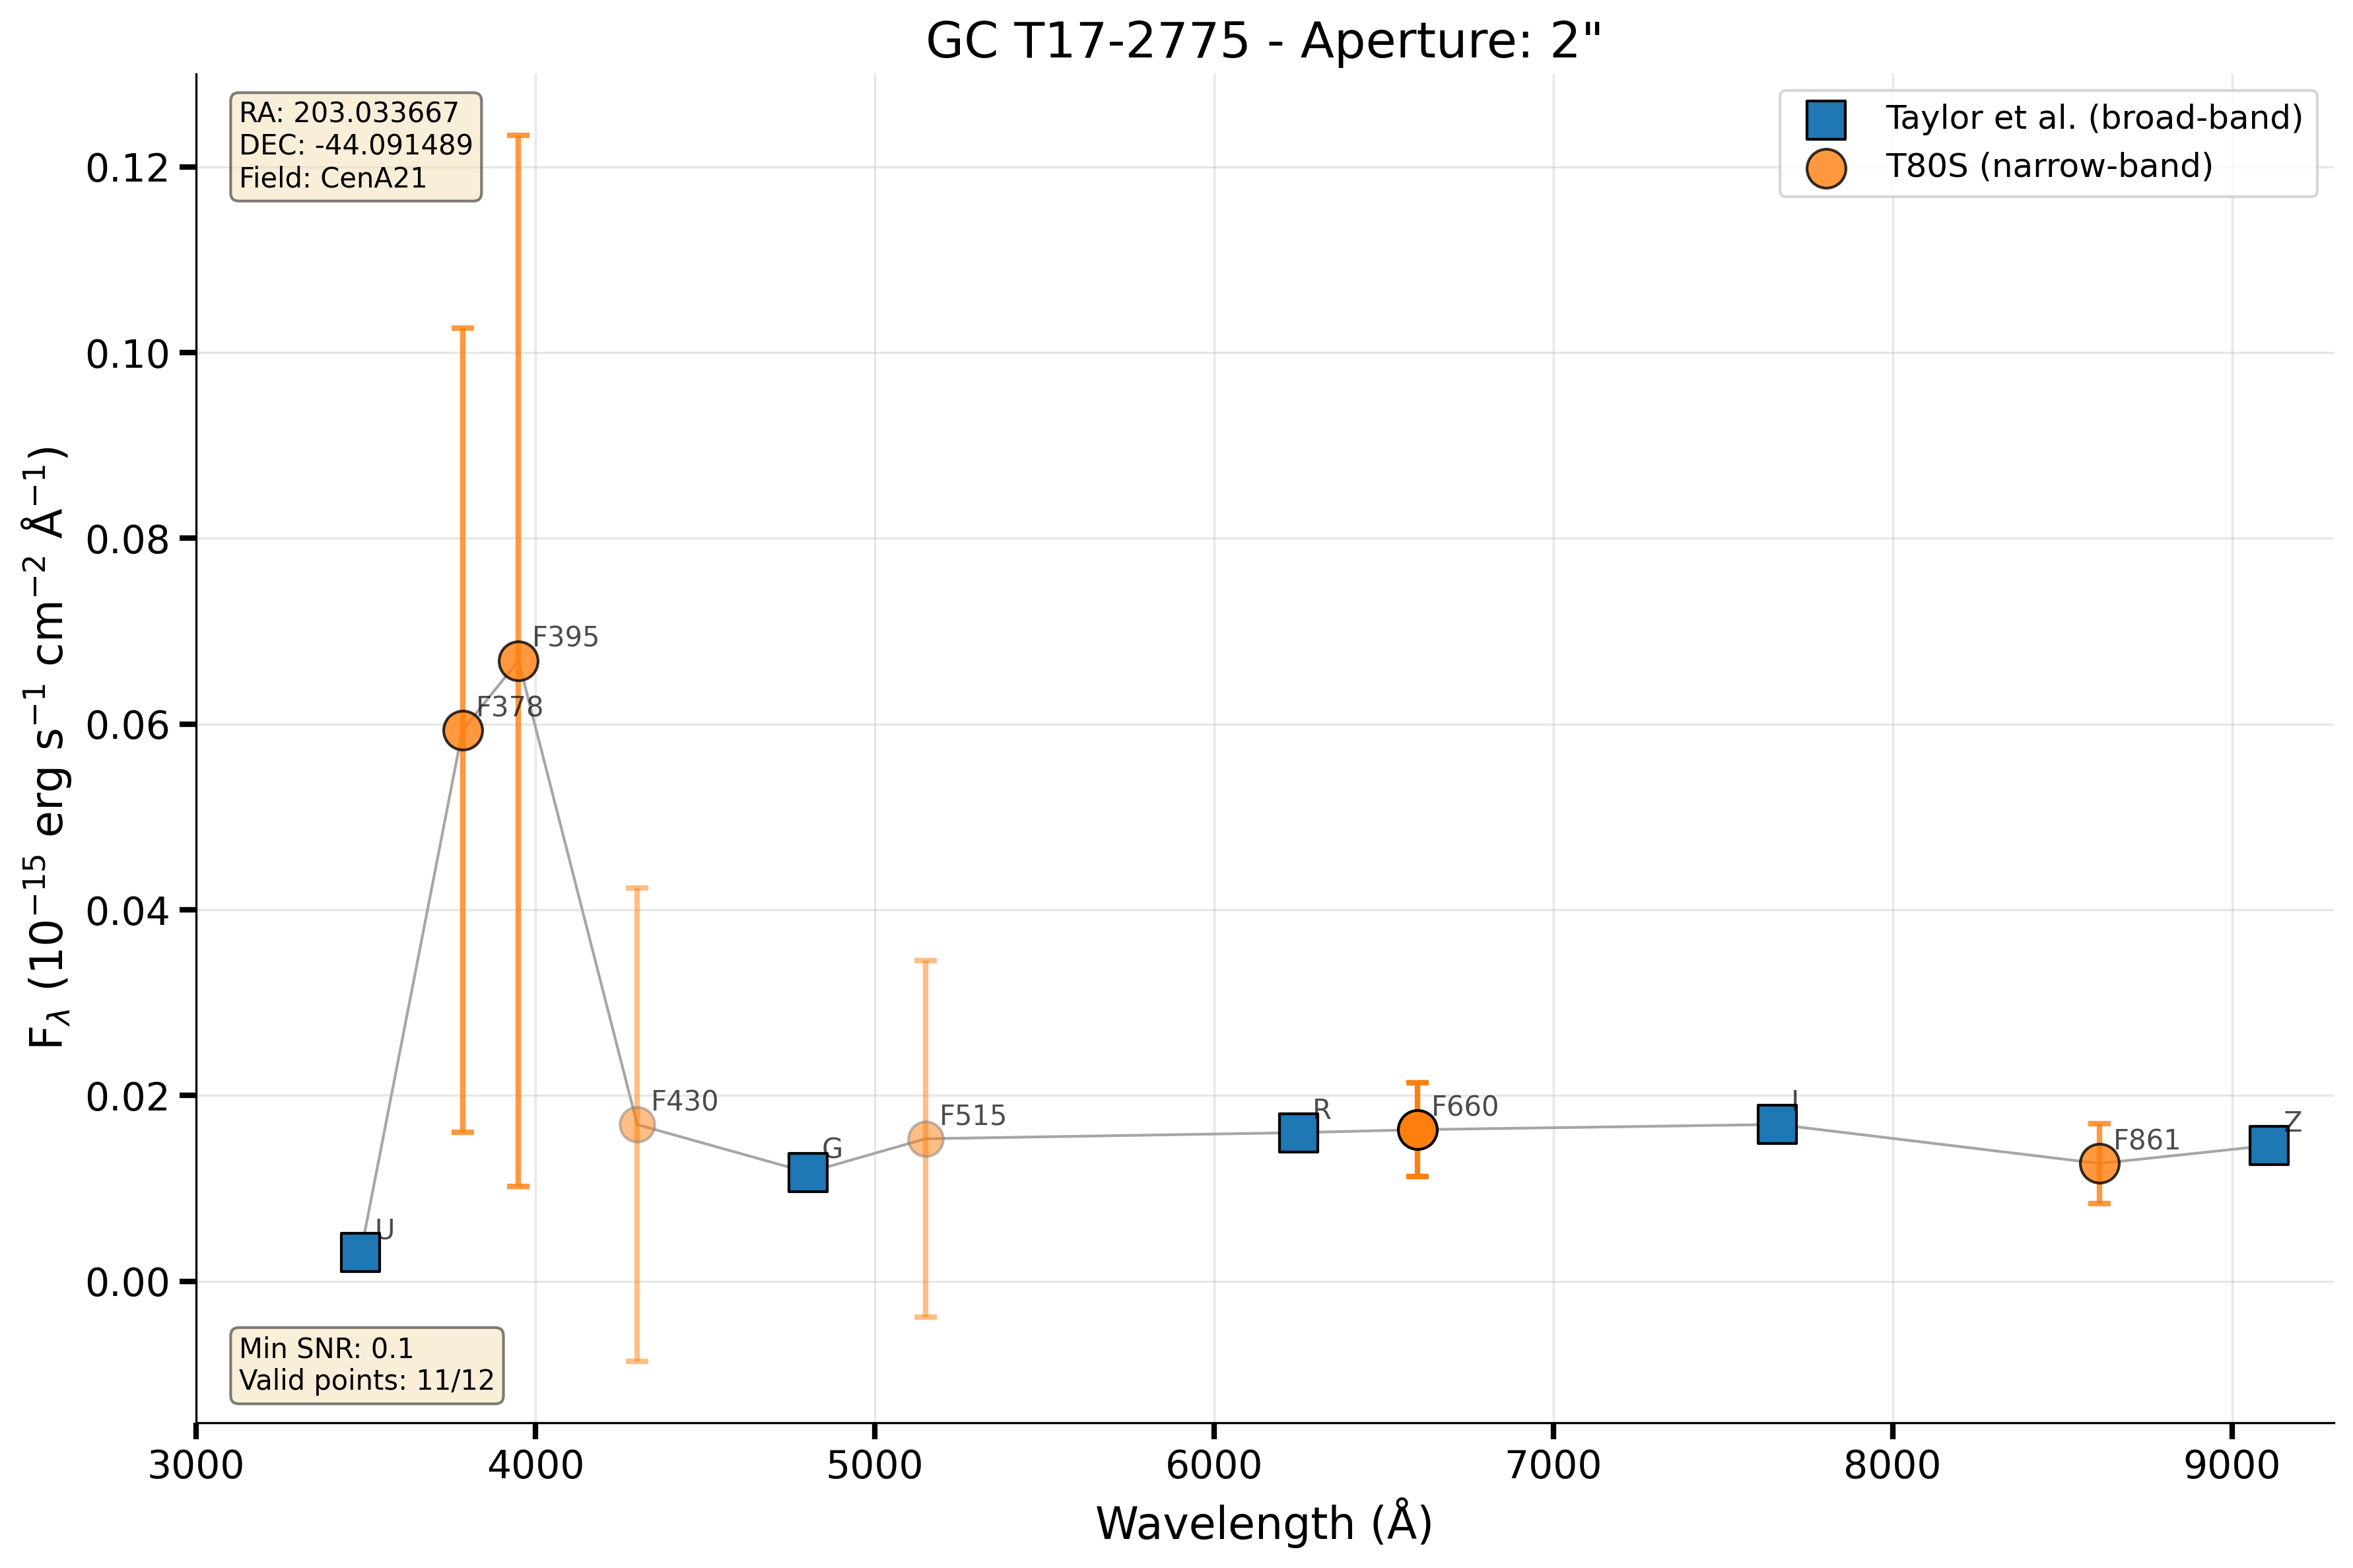 GC T17-2775 - Aperture: 2"
RA: 203.033667
DEC: -44.091489
Field: CenA21
Taylor et al. (broad-band)
T80S (narrow-band)
0.12
0.10
0.08
0.06
0.04
0.02
0.00
F$_{λ}$ (10$^{−15}$ erg s$^{−1}$ cm$^{−2}$ Å$^{−1}$)
F395
F378
F430
F515
R
F660
I
F861
Z
G
U
Min SNR: 0.1
Valid points: 11/12
3000 4000 5000 6000 7000 8000 9000
Wavelength (Å)